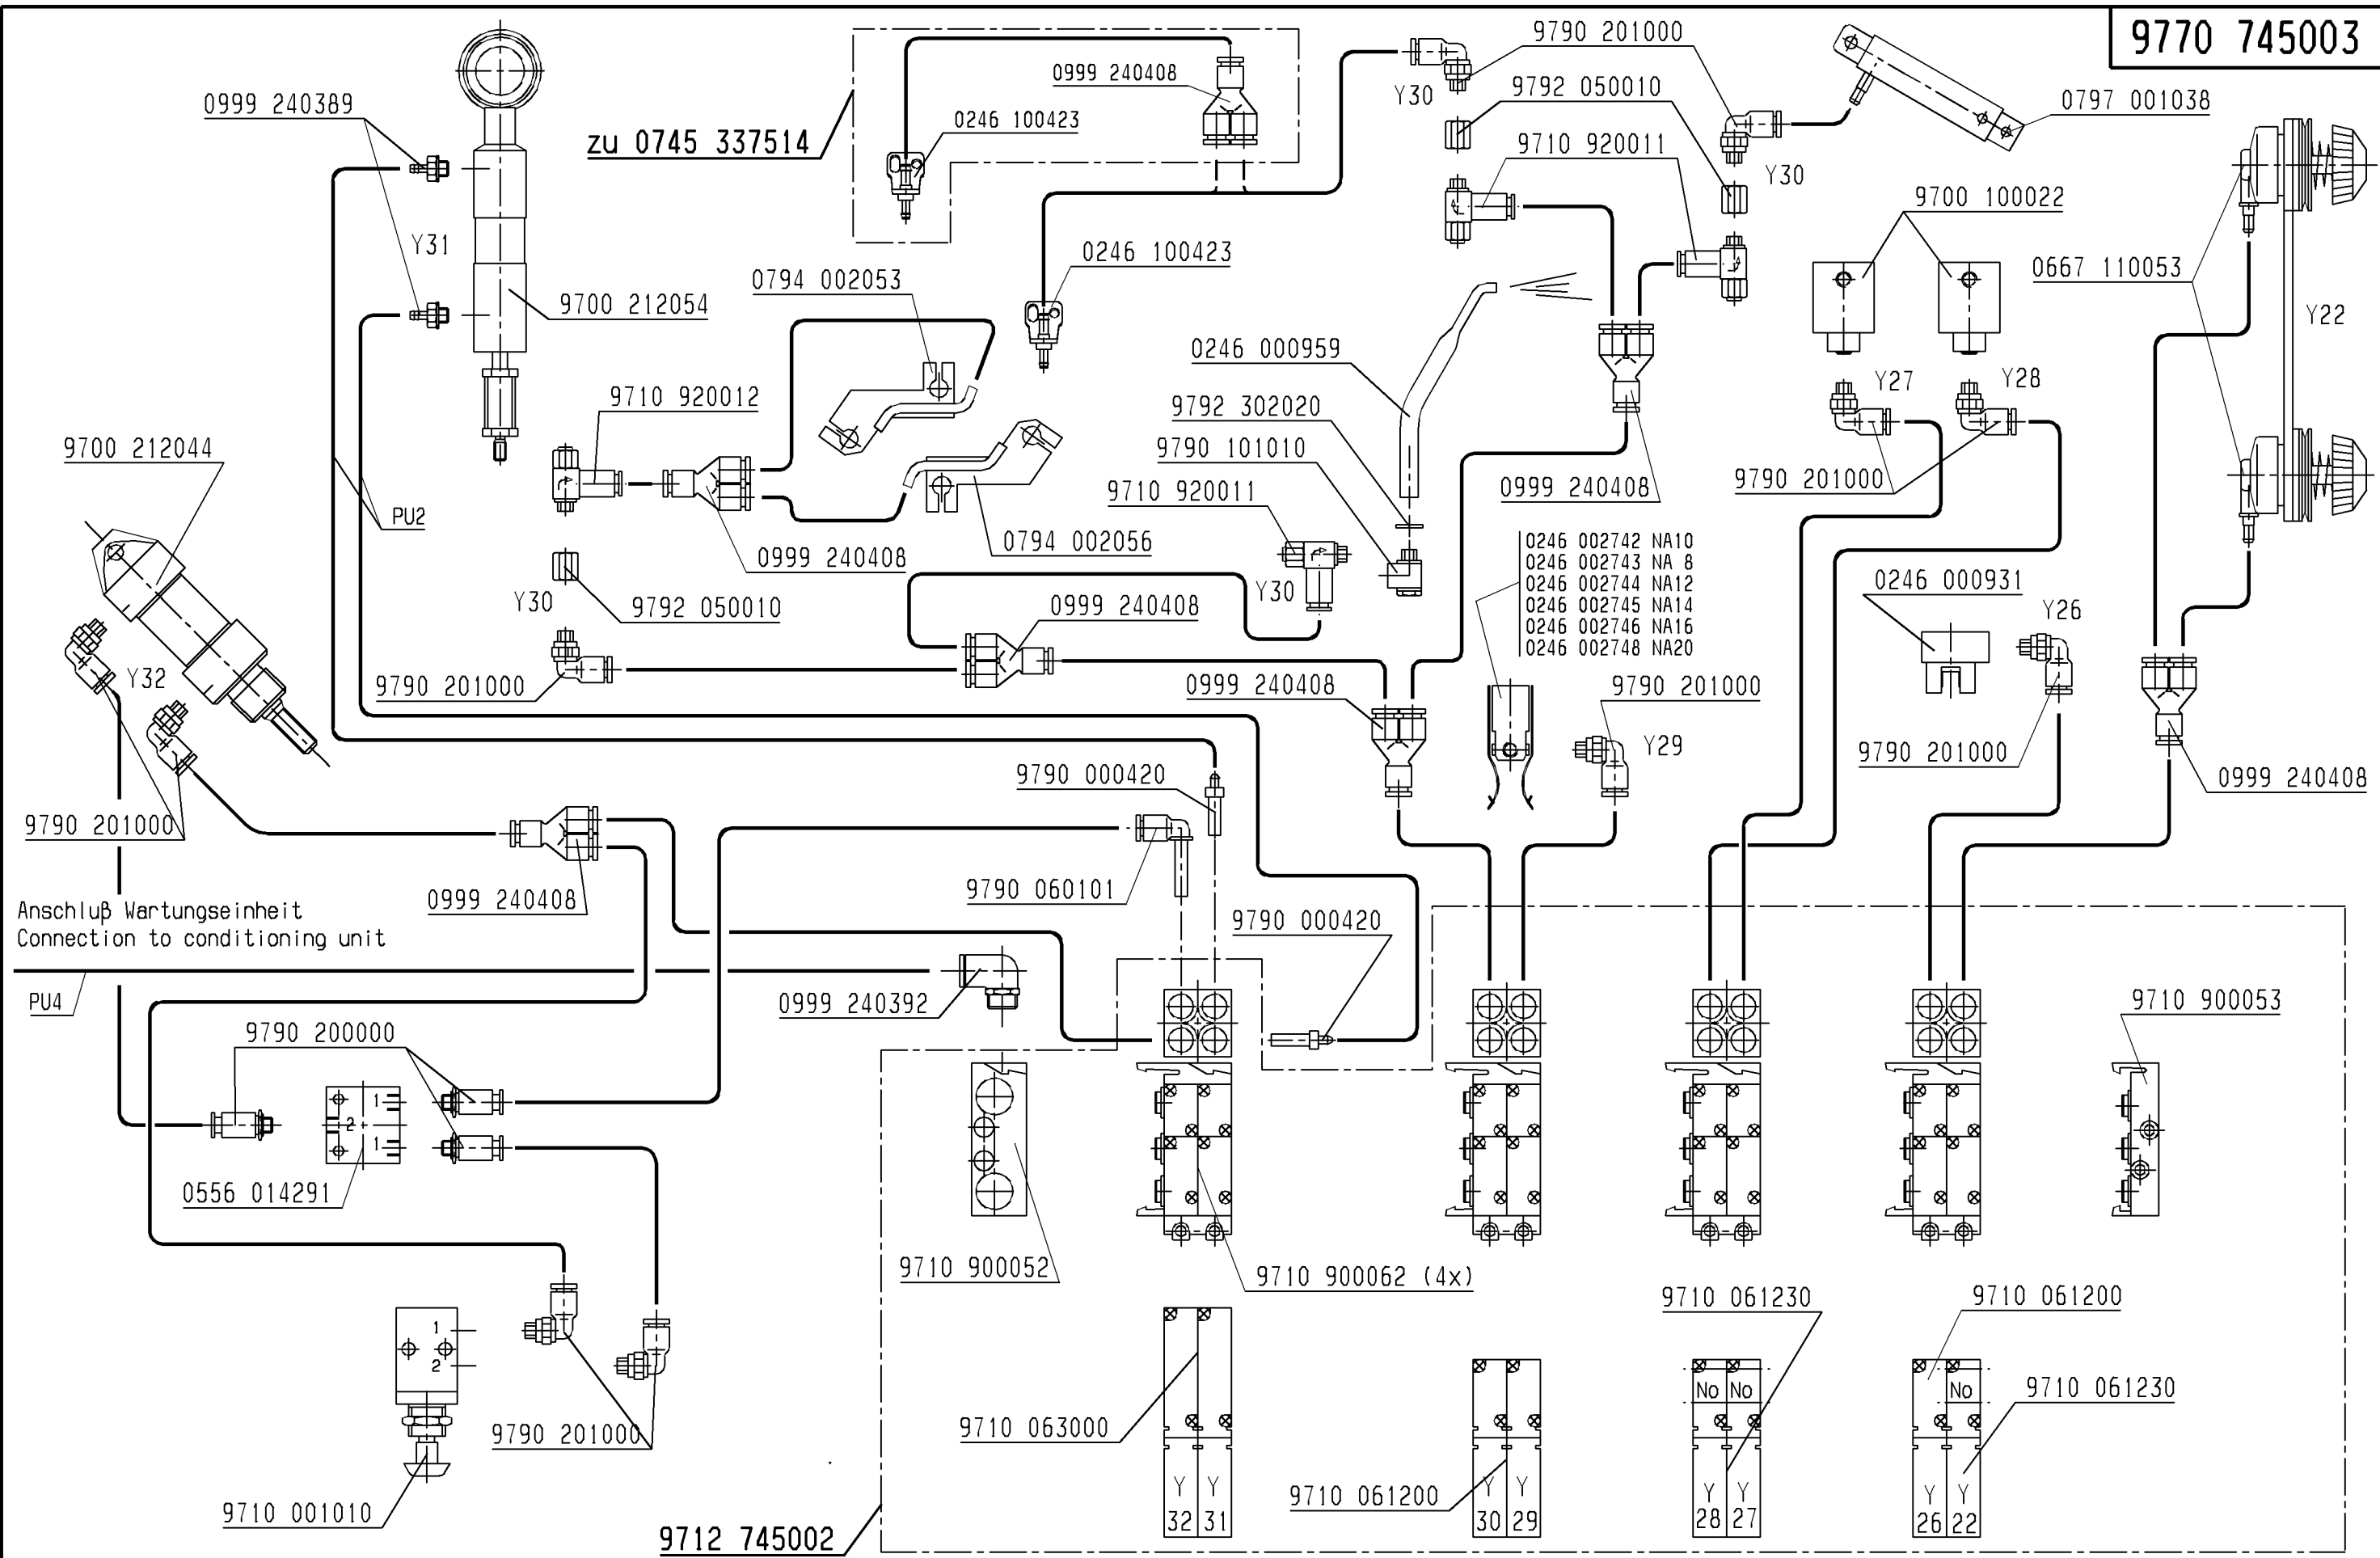 9770 745003
9790 201000
0999 240408
0999 240389
9792 050010
Y30
0797 001038
0246 100423
zu 0745 337514
9710 920011
Y30
9700 100022
Y31
0246 100423
0794 002053
0667 110053
9700 212054
Y22
0246 000959
Y27
Y28
9710 920012
9792 302020
9700 212044
9790 101010
9710 920011
0999 240408
9790 201000
PU2
0794 002056
0999 240408
0246 002742 NA10
0246 002743 NA 8
0246 002744 NA12
0246 002745 NA14
0246 002746 NA16
0246 002748 NA20
Y30
9792 050010
0999 240408
Y30
0246 000931
Y26
Y32
9790 201000
0999 240408
9790 201000
Y29
9790 201000
0999 240408
9790 000420
9790 201000
9790 060101
0999 240408
Anschluβ Wartungseinheit
Connection to conditioning unit
9790 000420
PU4
0999 240392
9710 900053
9790 200000
1
2
1
0556 014291
9710 900052
9710 900062 (4x)
9710 061230
9710 061200
1
2
No No
No
9710 061230
9790 201000
9710 063000
9710 061200
Y Y
32 31
Y Y
30 29
Y Y
28 27
Y Y
26 22
9710 001010
9712 745002